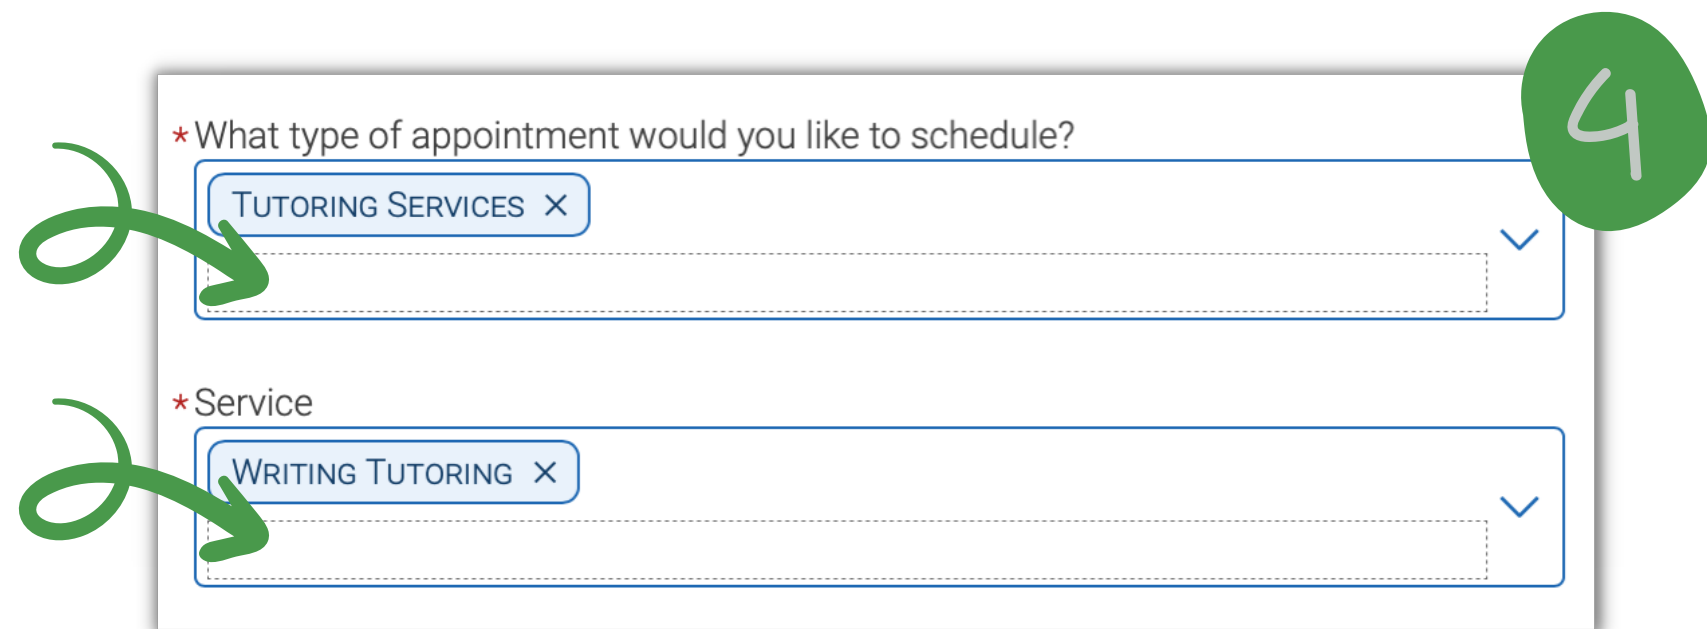 4
*What type of appointment would you like to schedule?
TUTORING SERVICES ×
*Service
WRITING TUTORING ×